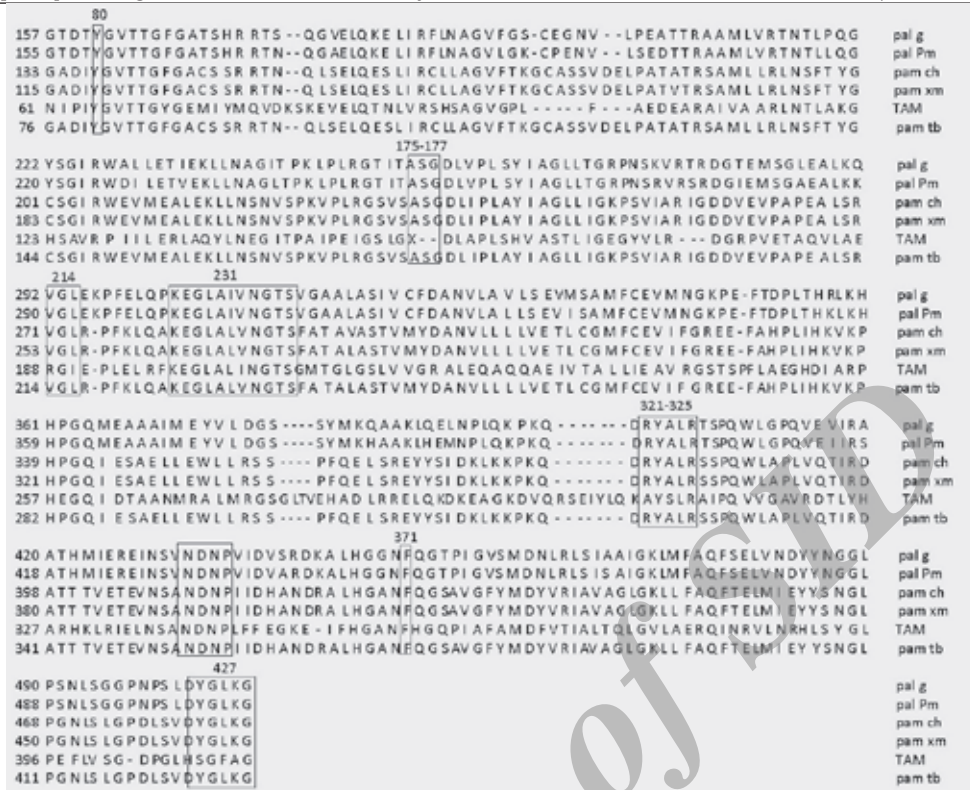 80
157 GTDTYGVTTGFGATSHRRTS--QGVELQKELIRFLNAGVFGS-CEGNV--LPEATTRAAMLVRTNTLPQG pal g
155 GTDTYGVTTGFGATSHRRTN--QGAELQKELIRFLNAGVLGK-CPENV--LSEDTTRAAMLVRTNTLLQG pal Pm
133 GADIYGVTTGFGACSSRRTN--QLSELQESLIRCLLAGVFTKGCASSVDELPATATRSAMLLRLNSFTYG pam ch
115 GADIYGVTTGFGACSSRRTN--QLSELQESLIRCLLAGVFTKGCASSVDELPATVTRSAMLLRLNSFTYG pam xm
61 NIPIYGVTTGYGEMIYMQVDKSKEVELQTNLVRSHSAGVGPL-----F---AEDEARAIVAARLNTLAKG TAM
76 GADIYGVTTGFGACSSRRTN--QLSELQESLIRCLLAGVFTKGCASSVDELPATATRSAMLLRLNSFTYG pam tb
175-177
222 YSGIRWALLETIEKLLNAGITPKLPLRGTITASGDLVPLSYIAGLLTGRPNSKVRTRDGTEMSGLEALKQ pal g
220 YSGIRWDILETVEKLLNAGLTPKLPLRGTITASGDLVPLSYIAGLLTGRPNSRVRSRDGIEMSGAEALKK pal Pm
201 CSGIRWEVMEALEKLLNSNVSPKVPLRGSVSASGDLIPLAYIAGLLIGKPSVIARIGDDVEVPAPEALSR pam ch
183 CSGIRWEVMEALEKLLNSNVSPKVPLRGSVSASGDLIPLAYIAGLLIGKPSVIARIGDDVEVPAPEALSR pam xm
123 HSAVRPIILERLAQYLNEGITPAIPEIGSLGX--DLAPLSHVASTLIGEGYVLR---DGRPVETAQVLAE TAM
144 CSGIRWEVMEALEKLLNSNVSPKVPLRGSVSASGDLIPLAYIAGLLIGKPSVIARIGDDVEVPAPEALSR pam tb
214 231
292 VGLEKPFELQPKEGLAIVNGTSVGAALASIVCFDANVLAVLSEVMSAMFCEVMNGKPE-FTDPLTHRLKH pal g
290 VGLEKPFELQPKEGLAIVNGTSVGAALASIVCFDANVLALLSEVISAMFCEVMNGKPE-FTDPLTHKLKH pal Pm
271 VGLR-PFKLQAKEGLALVNGTSFATAVASTVMYDANVLLLLVETLCGMFCEVIFGREE-FAHPLIHKVKP pam ch
253 VGLR-PFKLQAKEGLALVNGTSFATALASTVMYDANVLLLLVETLCGMFCEVIFGREE-FAHPLIHKVKP pam xm
188 RGIE-PLELRFKEGLALINGTSGMTGLGSLVVGRALEQAQQAEIVTALLIEAVRGSTSPFLAEGHDIARP TAM
214 VGLR-PFKLQAKEGLALVNGTSFATALASTVMYDANVLLLLVETLCGMFCEVIFGREE-FAHPLIHKVKP pam tb
321-325
361 HPGQMEAAAIMEYVLDGS----SYMKQAAKLQELNPLQKPKQ-------DRYALRTSPQWLGPQVEVIRA pal g
359 HPGQMEAAAIMEYVLDGS----SYMKHAAKLHEMNPLQKPKQ-------DRYALRTSPQWLGPQVEIIRS pal Pm
339 HPGQIESAELLEWLLRSS----PFQELSREYYSIDKLKKPKQ-------DRYALRSSPQWLAPLVQTIRD pam ch
321 HPGQIESAELLEWLLRSS----PFQELSREYYSIDKLKKPKQ-------DRYALRSSPQWLAPLVQTIRD pam xm
257 HEGQIDTAANMRALMRGSGLTVEHADLRRELQKDKEAGKDVQRSEIYLQKAYSLRAIPQVVGAVRDTLYH TAM
282 HPGQIESAELLEWLLRSS----PFQELSREYYSIDKLKKPKQ-------DRYALRSSPQWLAPLVQTIRD pam tb
371
420 ATHMIEREINSVNDNPVIDVSRDKALHGGNFQGTPIGVSMDNLRLSIAAIGKLMFAQFSELVNDYYNGGL pal g
418 ATHMIEREINSVNDNPVIDVARDKALHGGNFQGTPIGVSMDNLRLSISAIGKLMFAQFSELVNDYYNGGL pal Pm
398 ATTTVETEVNSANDNPIIDHANDRALHGANFQGSAVGFYMDYVRIAVAGLGKLLFAQFTELMIEYYSNGL pam ch
380 ATTTVETEVNSANDNPIIDHANDRALHGANFQGSAVGFYMDYVRIAVAGLGKLLFAQFTELMIEYYSNGL pam xm
327 ARHKLRIELNSANDNPLFFEGKE-IFHGANFHGQPIAFAMDFVTIALTQLGVLAERQINRVLNRHLSYGL TAM
341 ATTTVETEVNSANDNPIIDHANDRALHGANFQGSAVGFYMDYVRIAVAGLGKLLFAQFTELMIEYYSNGL pam tb
427
490 PSNLSGGPNPSLDYGLKG pal g
488 PSNLSGGPNPSLDYGLKG pal Pm
468 PGNLSLGPDLSVDYGLKG pam ch
450 PGNLSLGPDLSVDYGLKG pam xm
396 PEFLVSG-DPGLHSGFAG TAM
411 PGNLSLGPDLSVDYGLKG pam tb
of SID